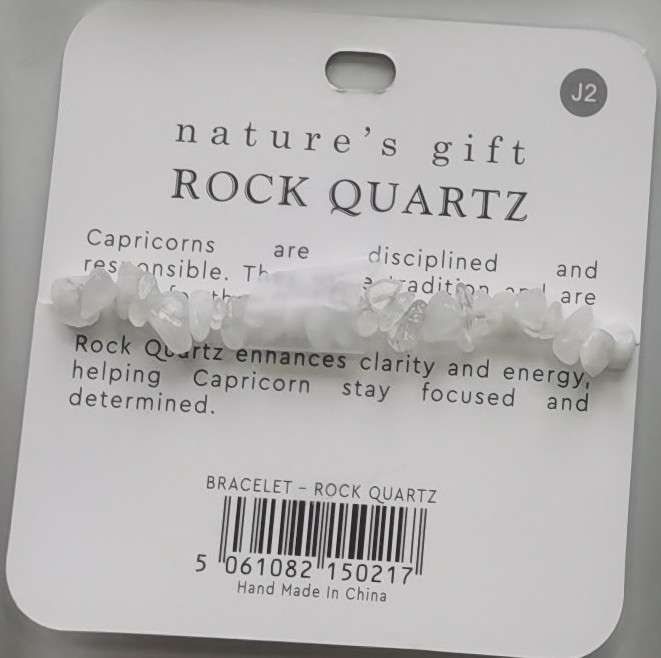 J2
nature's gift
ROCK QUARTZ
Capricorns are disciplined and
responsible. are
Rock Quartz enhances clarity and energy,
helping Capricorn stay focused and
determined.
BRACELET – ROCK QUARTZ
5 061082 150217
Hand Made In China